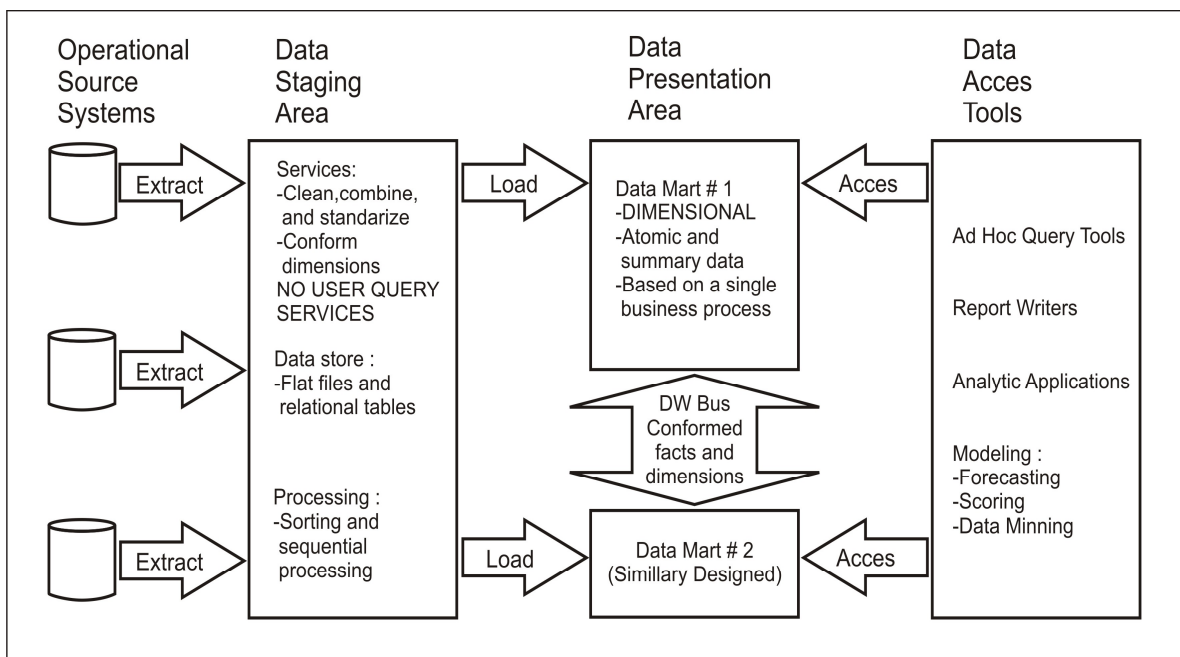 Operational
Source
Systems
Data
Staging
Area
Data
Presentation
Area
Data
Acces
Tools
Extract
Extract
Extract
Services:
-Clean,combine,
and standarize
-Conform
dimensions
NO USER QUERY
SERVICES
Data store :
-Flat files and
relational tables
Processing :
-Sorting and
sequential
processing
Load
Load
Data Mart # 1
-DIMENSIONAL
-Atomic and
summary data
-Based on a single
business process
DW Bus
Conformed
facts and
dimensions
Data Mart # 2
(Simillary Designed)
Acces
Acces
Ad Hoc Query Tools
Report Writers
Analytic Applications
Modeling :
-Forecasting
-Scoring
-Data Minning